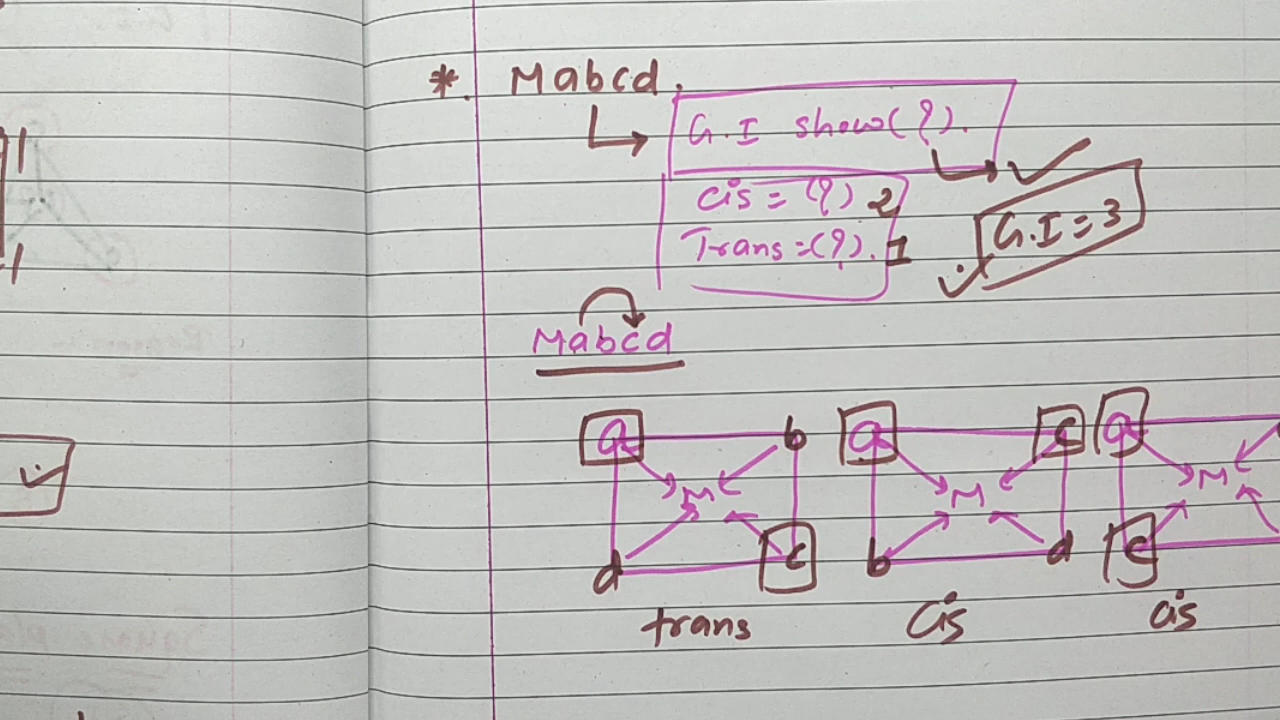 *. Mabcd.
G.I show(?).
cis = (?) 2
Trans = (?). 1
G.I = 3
Mabcd
a b a c a
M M M
d c b d c
trans cis cis